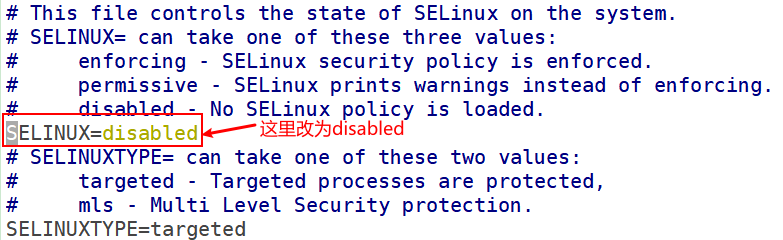 # This file controls the state of SELinux on the system.
# SELINUX= can take one of these three values:
#     enforcing - SELinux security policy is enforced.
#     permissive - SELinux prints warnings instead of enforcing.
#     disabled - No SELinux policy is loaded.
SELINUX=disabled 这里改为disabled
# SELINUXTYPE= can take one of these two values:
#     targeted - Targeted processes are protected,
#     mls - Multi Level Security protection.
SELINUXTYPE=targeted